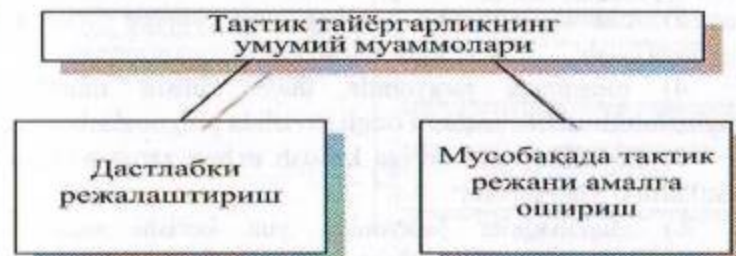 Тактик тайёргарликнинг
умумий муаммолари
Дастлабки
режалаштириш
Мусобақада тактик
режани амалга
ошириш